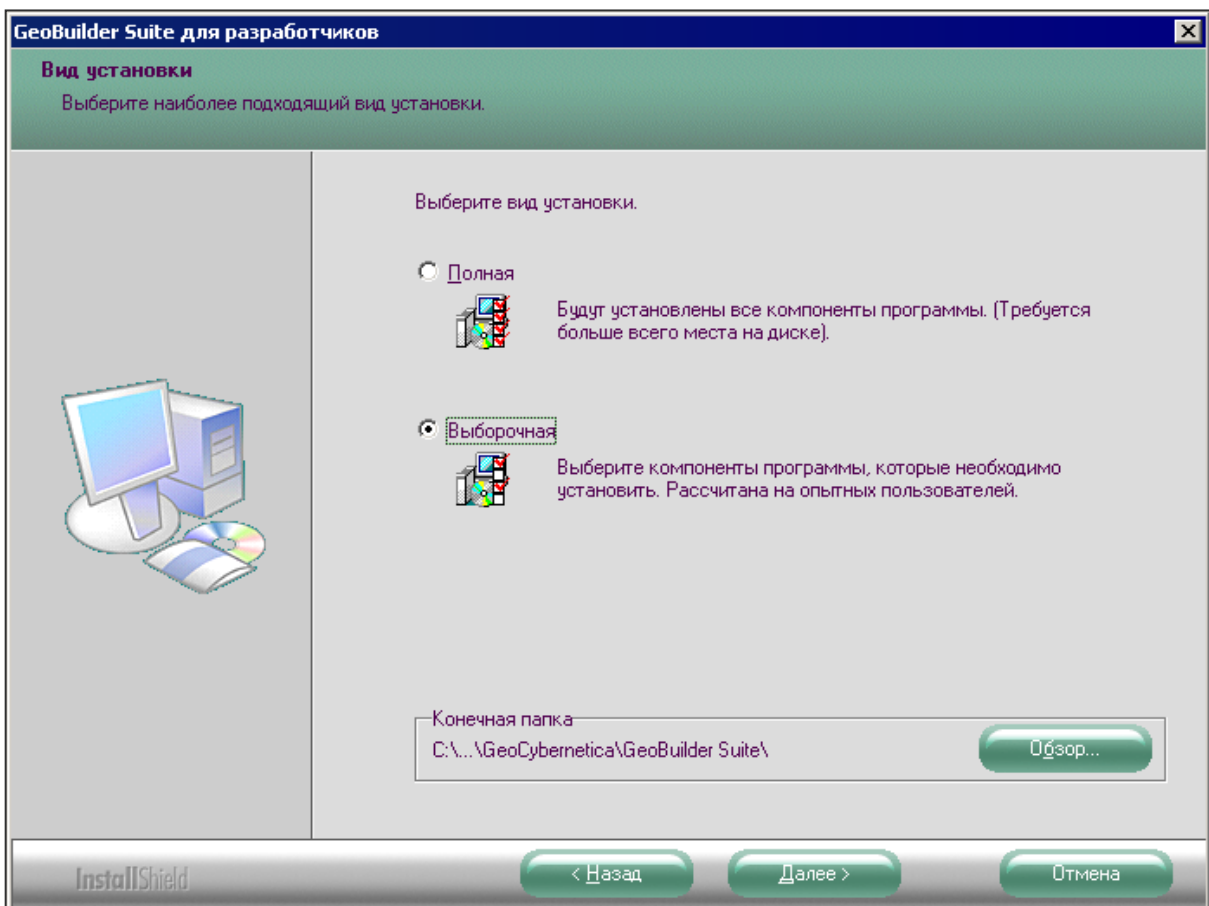 GeoBuilder Suite для разработчиков
Вид установки
Выберите наиболее подходящий вид установки.
Выберите вид установки.
Полная
Будут установлены все компоненты программы. (Требуется
больше всего места на диске).
Выборочная
Выберите компоненты программы, которые необходимо
установить. Рассчитана на опытных пользователей.
Конечная папка
C:\...\GeoCybernetica\GeoBuilder Suite\
Обзор...
InstallShield
< Назад
Далее >
Отмена